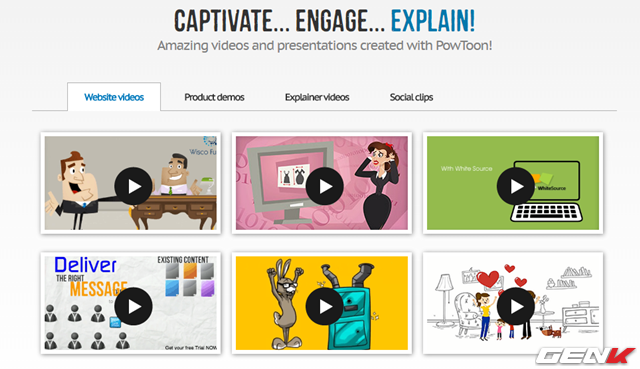 CAPTIVATE... ENGAGE... EXPLAIN!
Amazing videos and presentations created with PowToon!
Website videos
Product demos
Explainer videos
Social clips
Wisco Fu
With White Source
WhiteSource
Deliver
THE RIGHT
MESSAGE
EXISTING CONTENT
Get your free Trial NOW
GENK